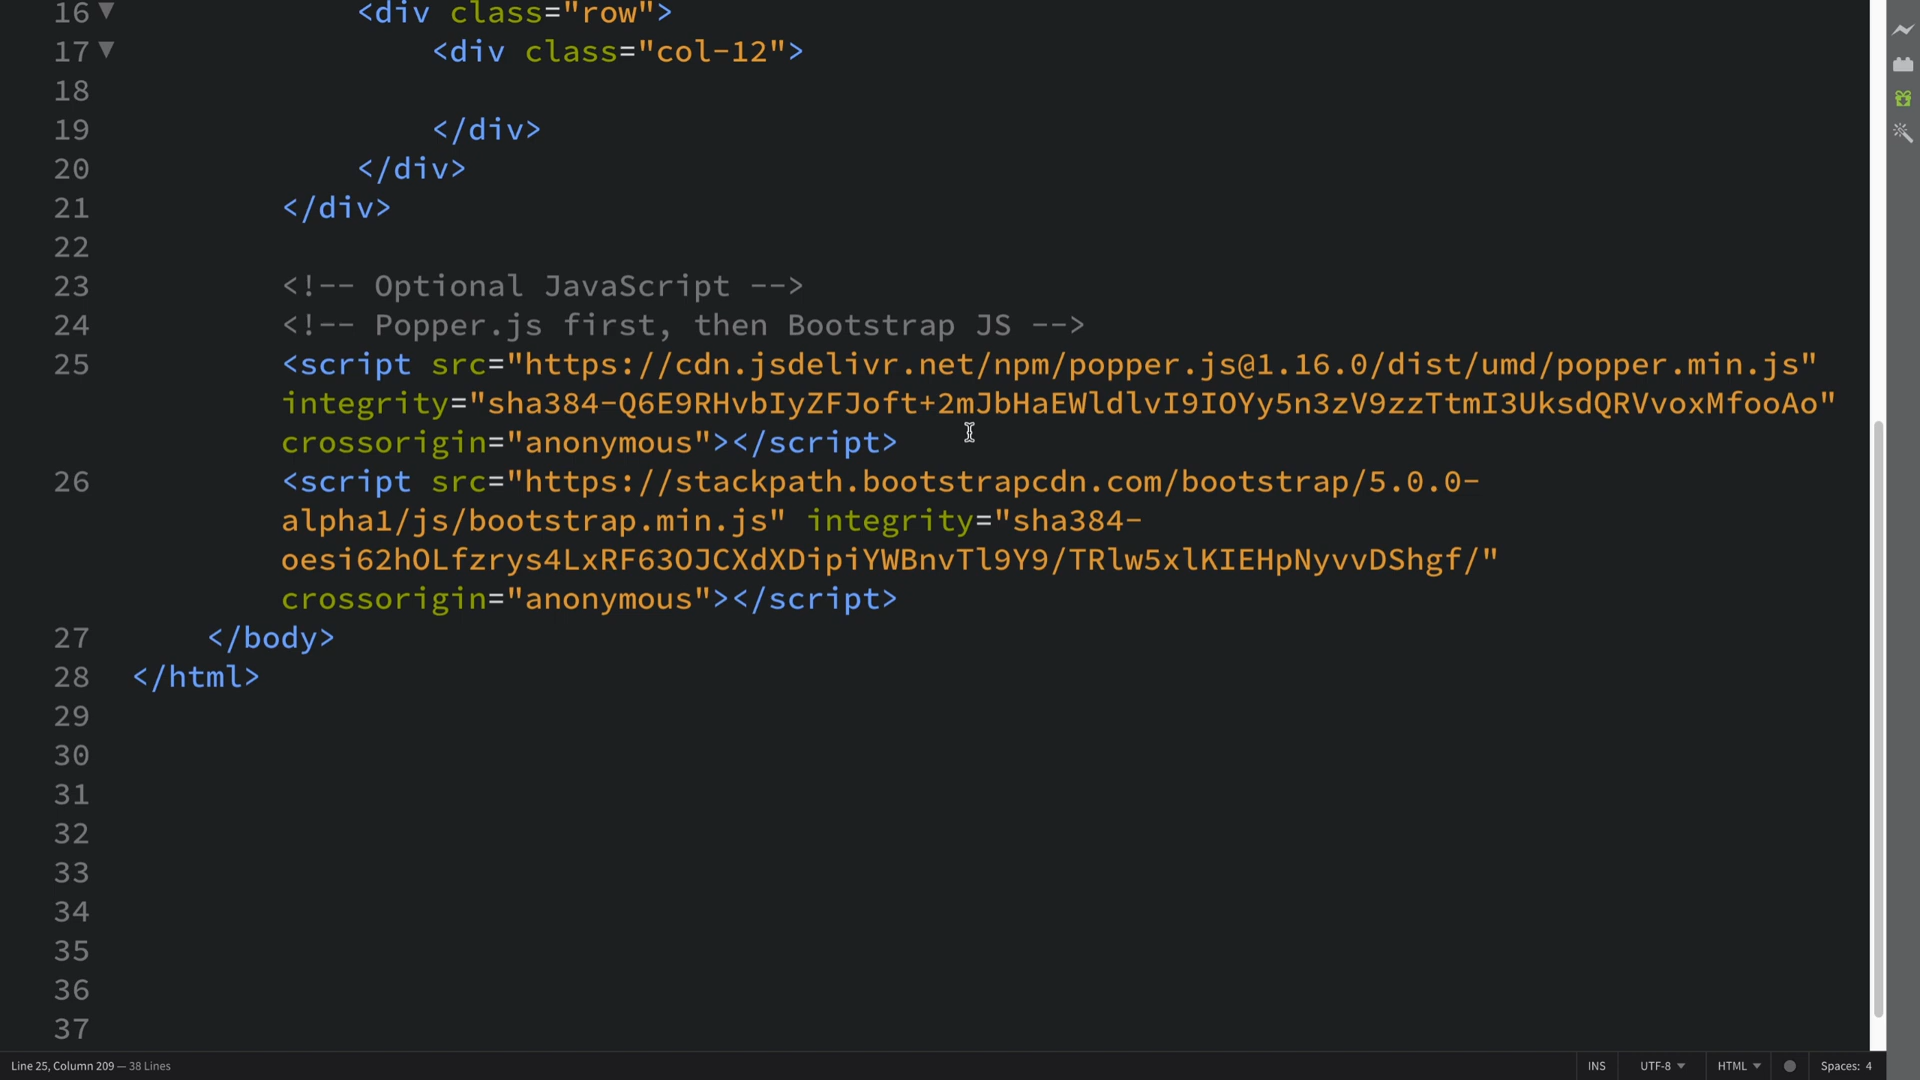 16 <div class="row">
17 <div class="col-12">
18
19 </div>
20 </div>
21 </div>
22
23 <!-- Optional JavaScript -->
24 <!-- Popper.js first, then Bootstrap JS -->
25 <script src="https://cdn.jsdelivr.net/npm/popper.js@1.16.0/dist/umd/popper.min.js"
integrity="sha384-Q6E9RHvbIyZFJoft+2mJbHaEWldlvI9IOYy5n3zV9zzTtmI3UksdQRVvoxMfooAo"
crossorigin="anonymous"></script>
26 <script src="https://stackpath.bootstrapcdn.com/bootstrap/5.0.0-
alpha1/js/bootstrap.min.js" integrity="sha384-
oesi62hOLfzrys4LxRF63OJCXdXDipiYWBnvTl9Y9/TRlw5xlKIEHpNyvvDShgf/"
crossorigin="anonymous"></script>
27 </body>
28 </html>
29
30
31
32
33
34
35
36
37
Line 25, Column 209 — 38 Lines INS UTF-8 HTML Spaces: 4